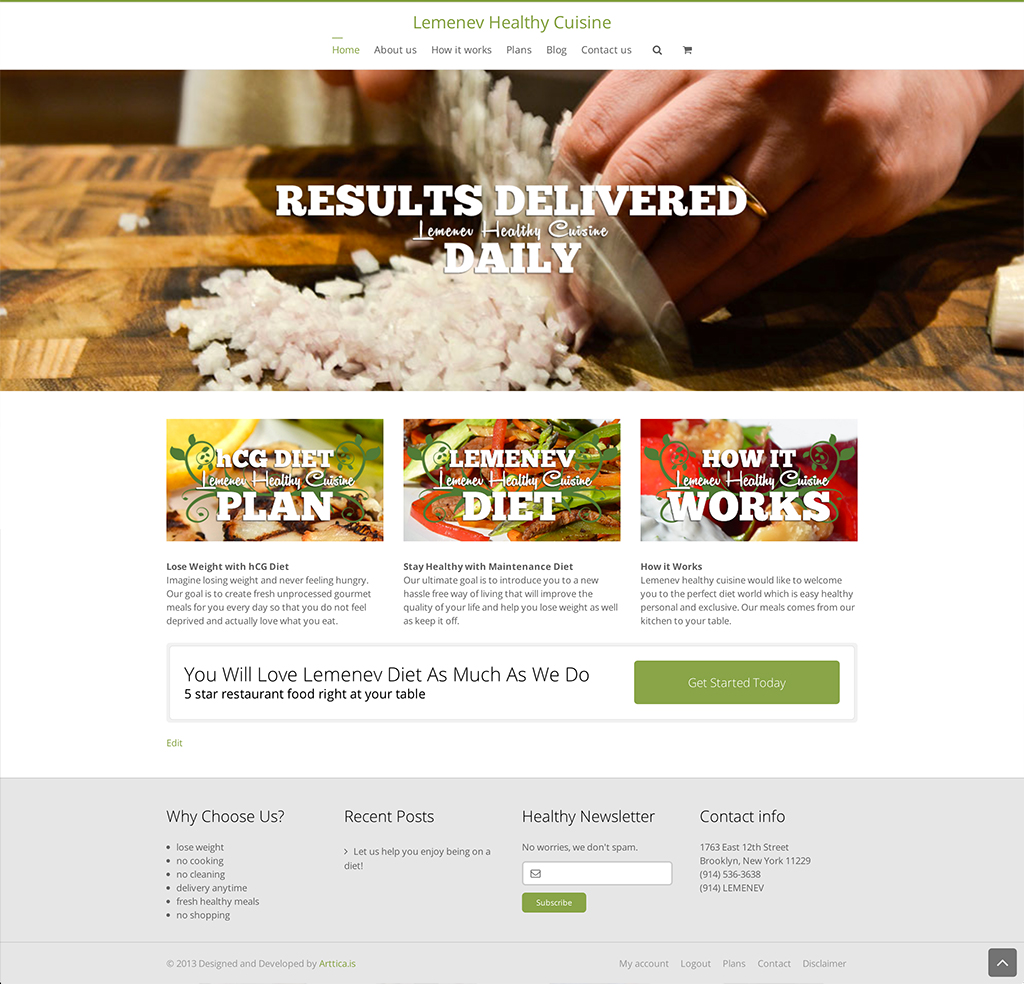 Lemenev Healthy Cuisine
Home About us How it works Plans Blog Contact us
RESULTS DELIVERED
Lemenev Healthy Cuisine
DAILY
hCG DIET
Lemenev Healthy Cuisine
PLAN
LEMENEV
Lemenev Healthy Cuisine
DIET
HOW IT
Lemenev Healthy Cuisine
WORKS
Lose Weight with hCG Diet
Imagine losing weight and never feeling hungry.
Our goal is to create fresh unprocessed gourmet
meals for you every day so that you do not feel
deprived and actually love what you eat.
Stay Healthy with Maintenance Diet
Our ultimate goal is to introduce you to a new
hassle free way of living that will improve the
quality of your life and help you lose weight as well
as keep it off.
How it Works
Lemenev healthy cuisine would like to welcome
you to the perfect diet world which is easy healthy
personal and exclusive. Our meals comes from our
kitchen to your table.
You Will Love Lemenev Diet As Much As We Do
5 star restaurant food right at your table
Get Started Today
Edit
Why Choose Us?
lose weight
no cooking
no cleaning
delivery anytime
fresh healthy meals
no shopping
Recent Posts
Let us help you enjoy being on a
diet!
Healthy Newsletter
No worries, we don't spam.
Subscribe
Contact info
1763 East 12th Street
Brooklyn, New York 11229
(914) 536-3638
(914) LEMENEV
© 2013 Designed and Developed by Arttica.is
My account Logout Plans Contact Disclaimer